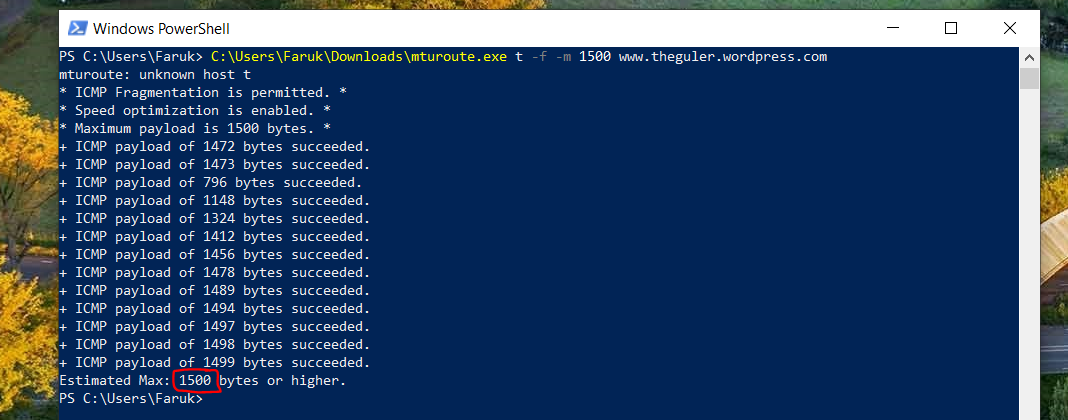 Windows PowerShell
PS C:\Users\Faruk> C:\Users\Faruk\Downloads\mturoute.exe t -f -m 1500 www.theguler.wordpress.com
mturoute: unknown host t
* ICMP Fragmentation is permitted. *
* Speed optimization is enabled. *
* Maximum payload is 1500 bytes. *
+ ICMP payload of 1472 bytes succeeded.
+ ICMP payload of 1473 bytes succeeded.
+ ICMP payload of 796 bytes succeeded.
+ ICMP payload of 1148 bytes succeeded.
+ ICMP payload of 1324 bytes succeeded.
+ ICMP payload of 1412 bytes succeeded.
+ ICMP payload of 1456 bytes succeeded.
+ ICMP payload of 1478 bytes succeeded.
+ ICMP payload of 1489 bytes succeeded.
+ ICMP payload of 1494 bytes succeeded.
+ ICMP payload of 1497 bytes succeeded.
+ ICMP payload of 1498 bytes succeeded.
+ ICMP payload of 1499 bytes succeeded.
Estimated Max: 1500 bytes or higher.
PS C:\Users\Faruk>